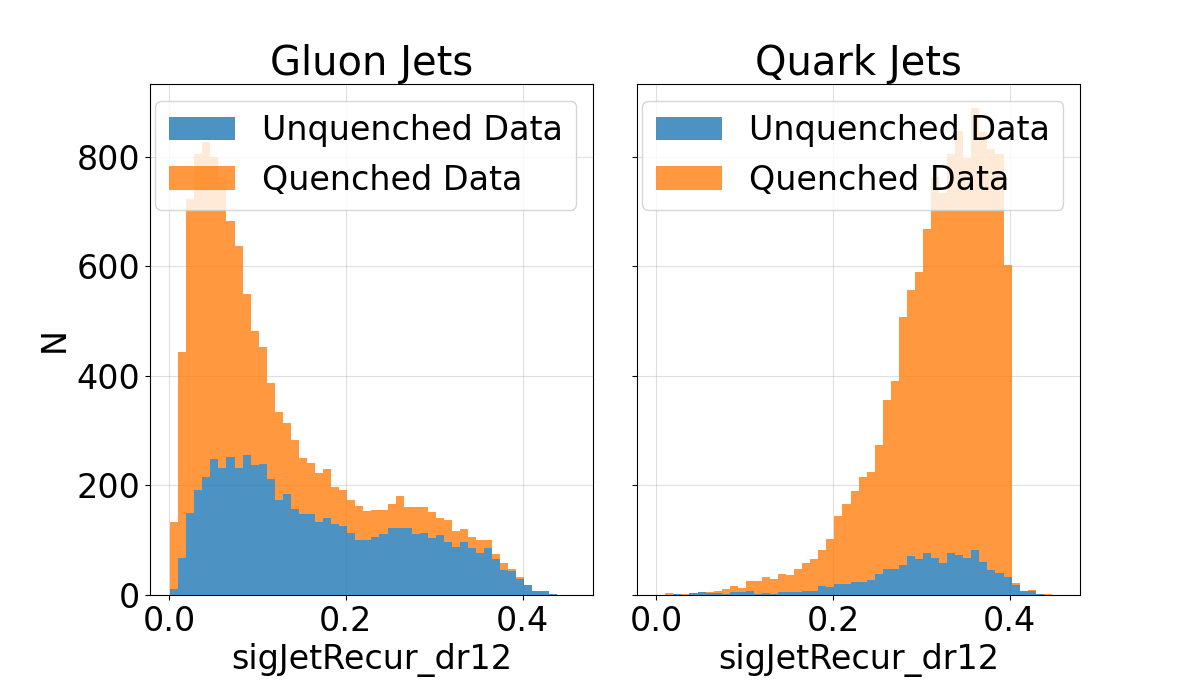 Gluon Jets
Quark Jets
Unquenched Data
Quenched Data
Unquenched Data
Quenched Data
N
800
600
400
200
0
0.0 0.2 0.4
0.0 0.2 0.4
sigJetRecur_dr12
sigJetRecur_dr12